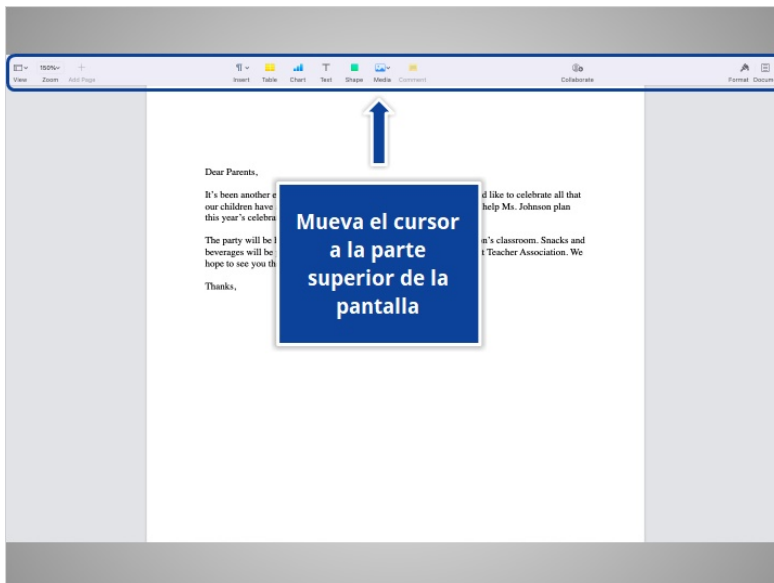 150%
View Zoom Add Page Insert Table Chart Text Shape Media Comment Collaborate Format Docum
Dear Parents,
It's been another e d like to celebrate all that
our children have help Ms. Johnson plan
this year's celebra
The party will be h n's classroom. Snacks and
beverages will be t Teacher Association. We
hope to see you th
Thanks,
Mueva el cursor
a la parte
superior de la
pantalla